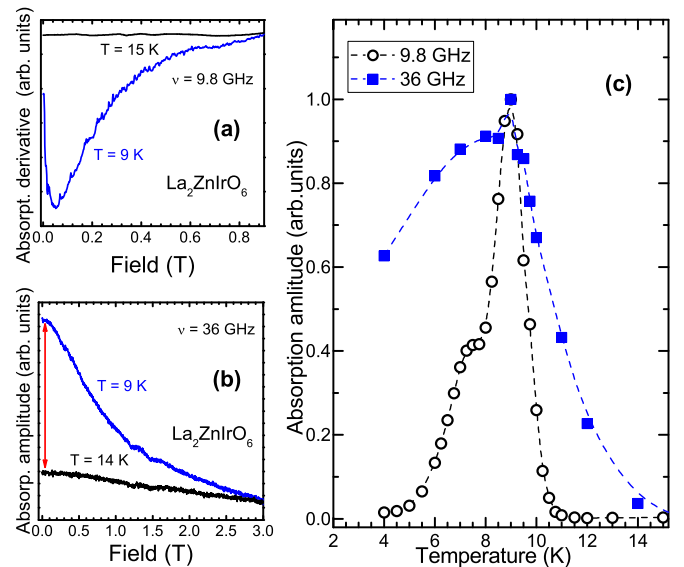 Absorpt. derivative (arb. units)
T = 15 K
ν = 9.8 GHz
(a)
T = 9 K
La2ZnIrO6
0.0 0.2 0.4 0.6 0.8
Field (T)
Absorp. amplitude (arb. units)
ν = 36 GHz
T = 9 K
(b)
La2ZnIrO6
T = 14 K
0.0 0.5 1.0 1.5 2.0 2.5 3.0
Field (T)
9.8 GHz
36 GHz
(c)
Absorption amlitude (arb.units)
1.0
0.8
0.6
0.4
0.2
0.0
2 4 6 8 10 12 14
Temperature (K)